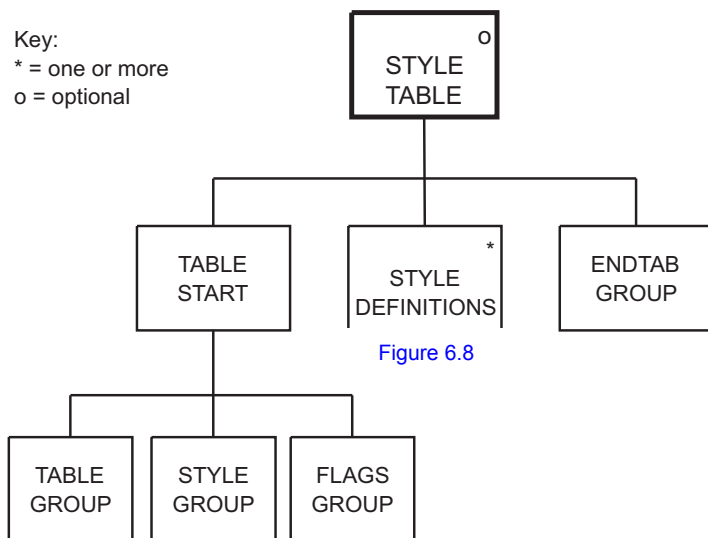 Key:
* = one or more
o = optional
o
STYLE
TABLE
TABLE
START
*
STYLE
DEFINITIONS
ENDTAB
GROUP
Figure 6.8
TABLE
GROUP
STYLE
GROUP
FLAGS
GROUP